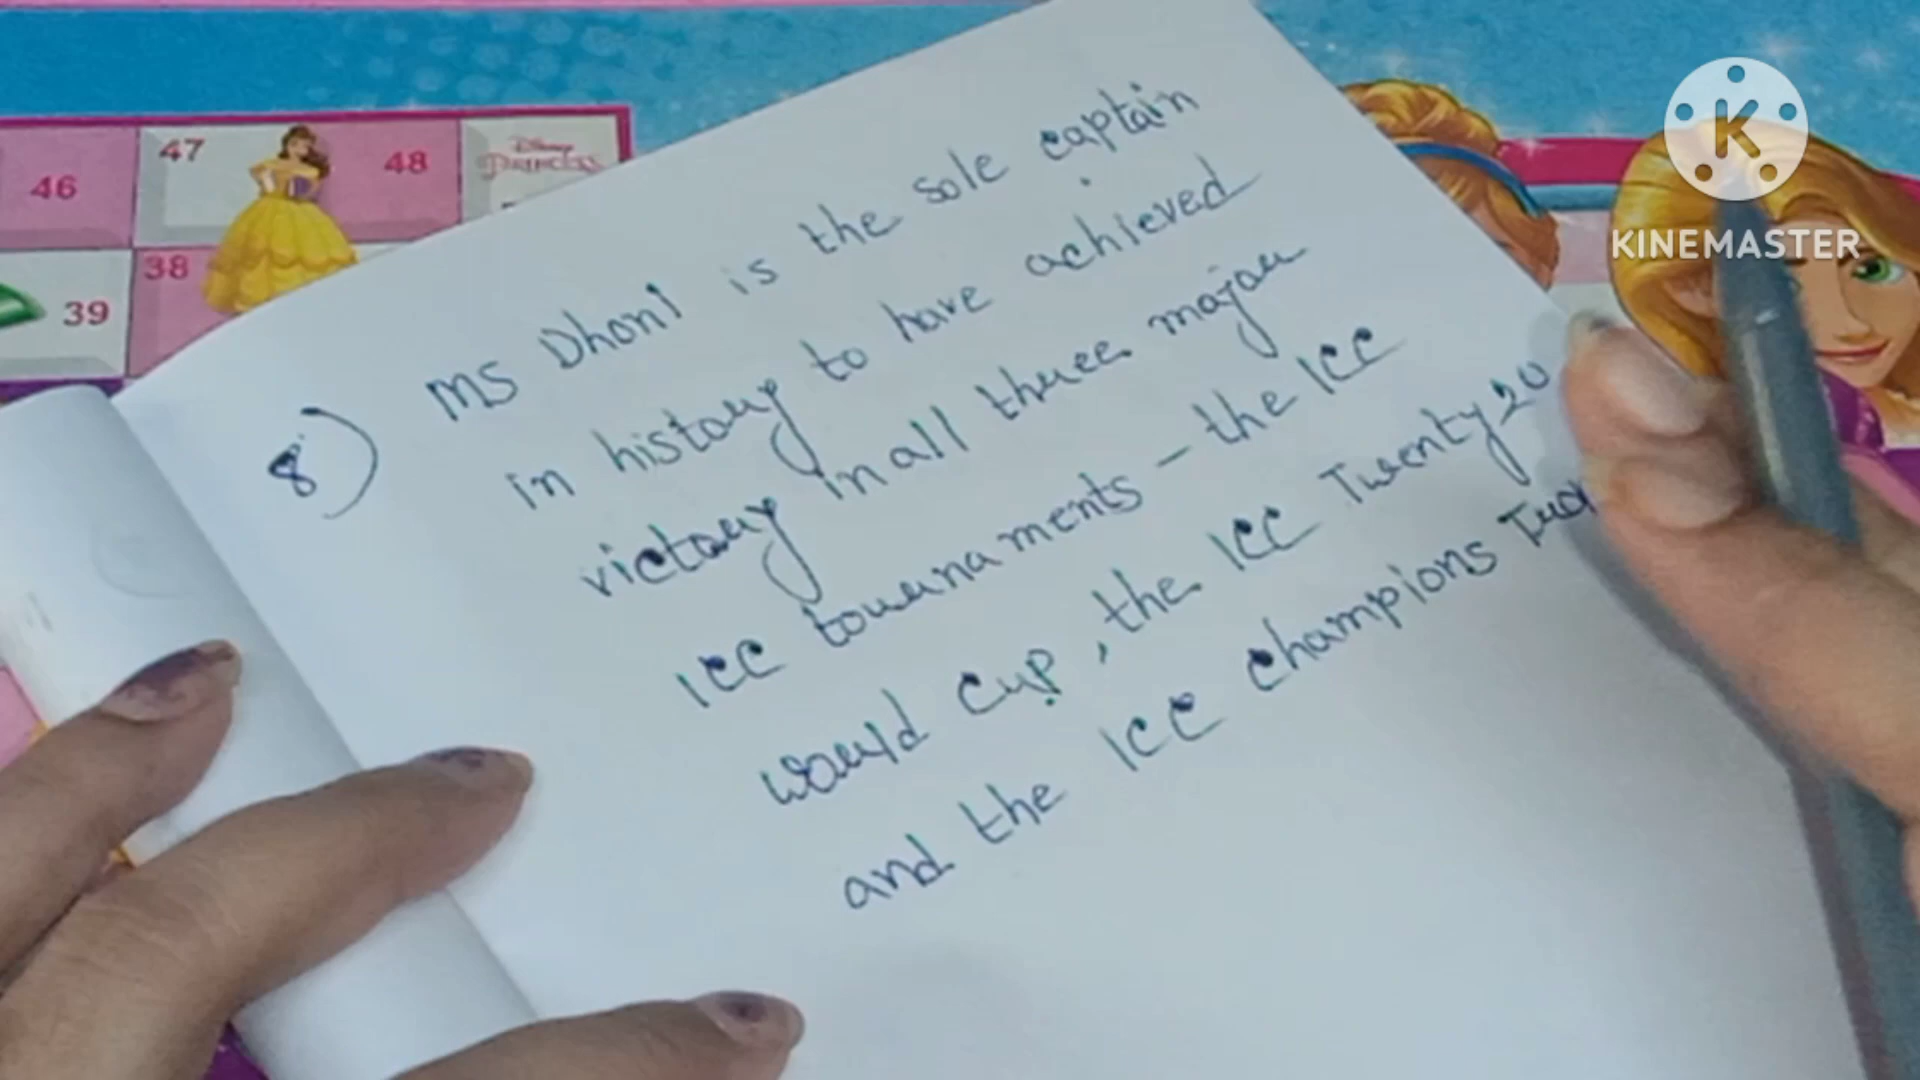 46
47
48
Disney
PRINCESS
39
38
KINEMASTER
8) MS Dhoni is the sole captain
in history to have achieved
victory in all three major
ICC tournaments - the ICC
world cup, the ICC Twenty20
and the ICC champions